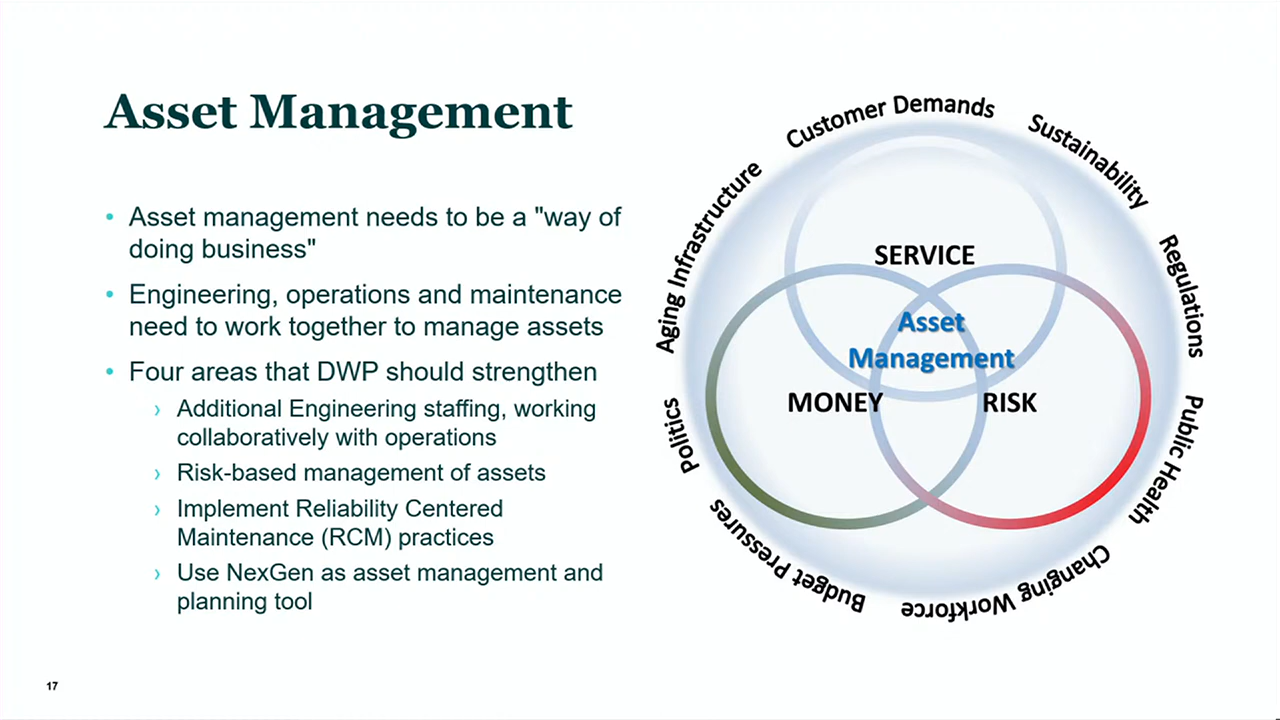 Asset Management
• Asset management needs to be a "way of
doing business"
• Engineering, operations and maintenance
need to work together to manage assets
• Four areas that DWP should strengthen
› Additional Engineering staffing, working
collaboratively with operations
› Risk-based management of assets
› Implement Reliability Centered
Maintenance (RCM) practices
› Use NexGen as asset management and
planning tool
Customer Demands
Sustainability
Regulations
Public Health
Changing Workforce
Budget Pressures
Politics
Aging Infrastructure
SERVICE
Asset
Management
MONEY
RISK
17